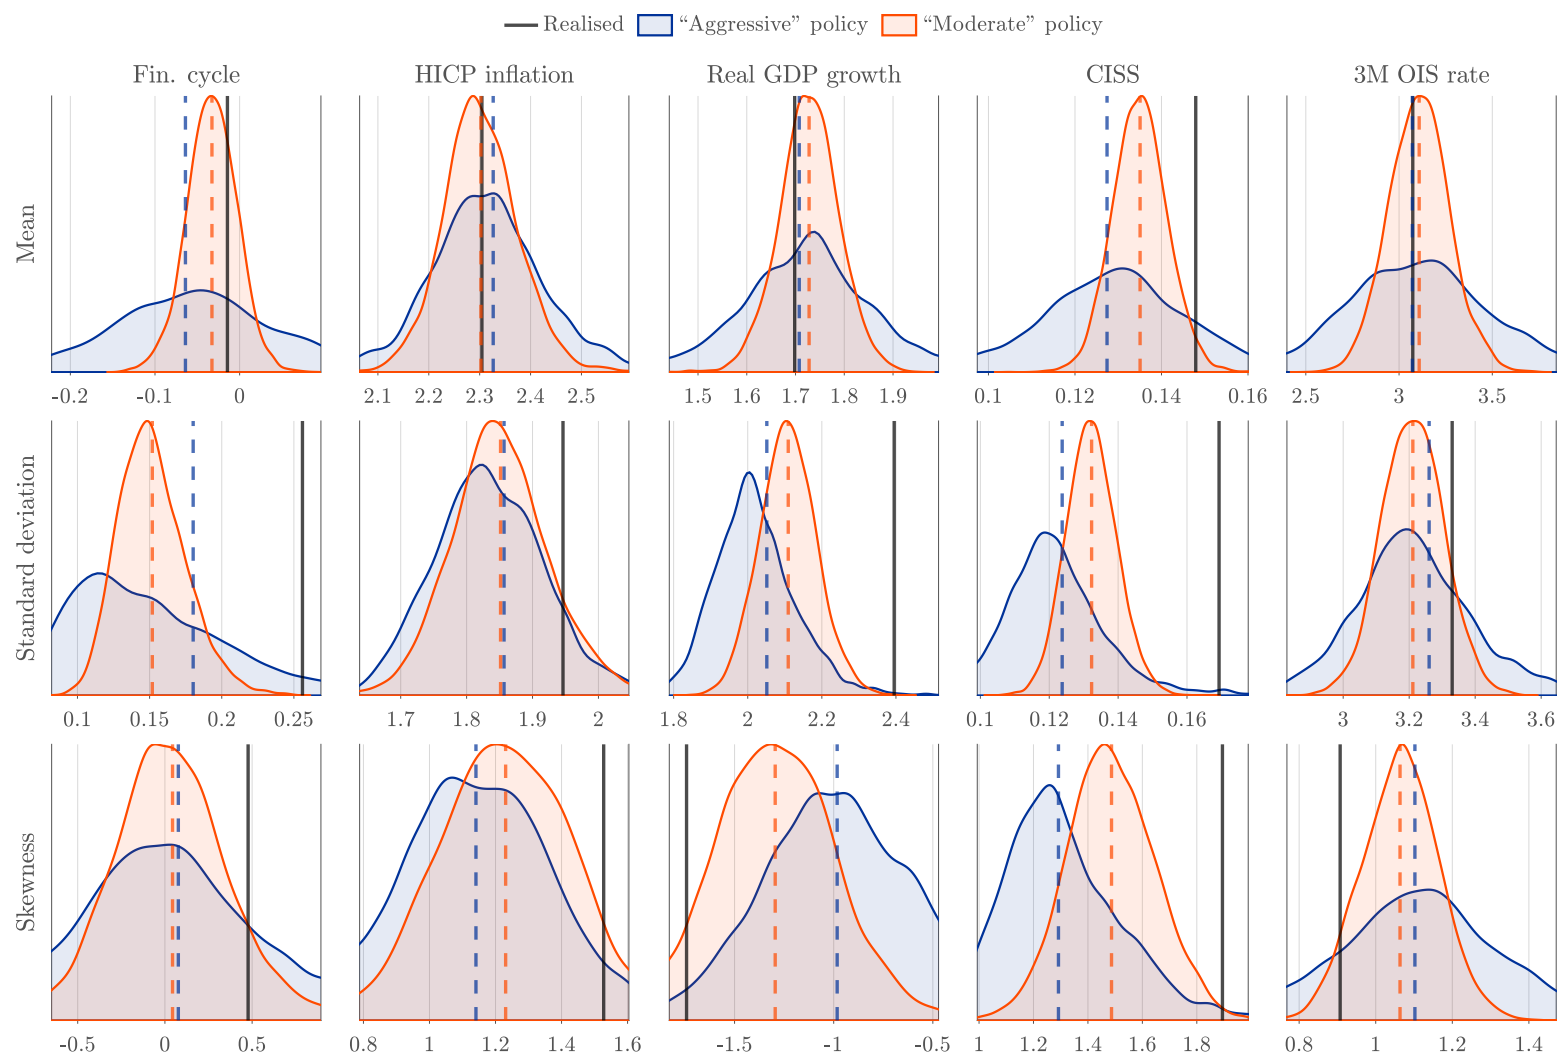 Realised “Aggressive” policy “Moderate” policy
Fin. cycle HICP inflation Real GDP growth CISS 3M OIS rate
Mean
-0.2 -0.1 0 2.1 2.2 2.3 2.4 2.5 1.5 1.6 1.7 1.8 1.9 0.1 0.12 0.14 0.16 2.5 3 3.5
Standard deviation
0.1 0.15 0.2 0.25 1.7 1.8 1.9 2 1.8 2 2.2 2.4 0.1 0.12 0.14 0.16 3 3.2 3.4 3.6
Skewness
-0.5 0 0.5 0.8 1 1.2 1.4 1.6 -1.5 -1 -0.5 1 1.2 1.4 1.6 1.8 0.8 1 1.2 1.4